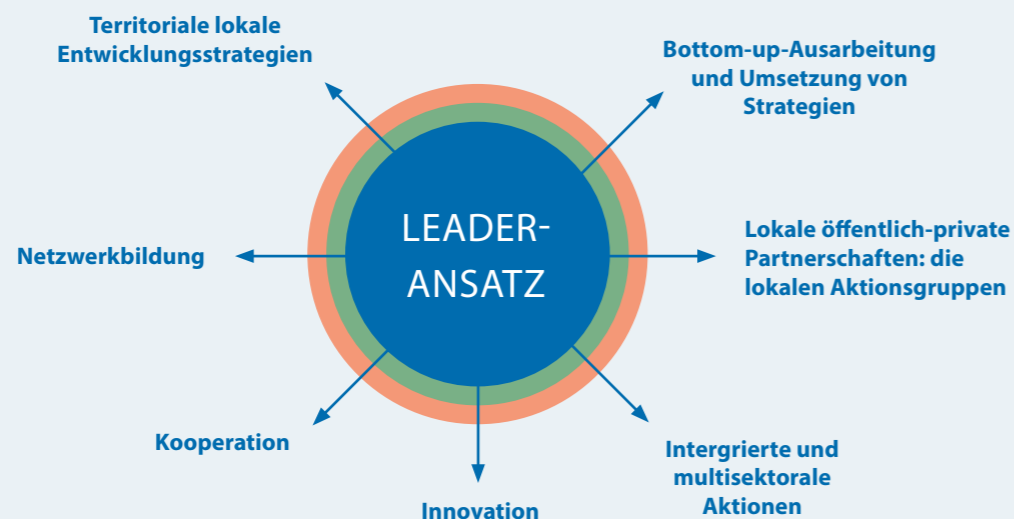 Territoriale lokale
Entwicklungsstrategien
Bottom-up-Ausarbeitung
und Umsetzung von
Strategien
LEADER-
ANSATZ
Netzwerkbildung
Lokale öffentlich-private
Partnerschaften: die
lokalen Aktionsgruppen
Kooperation
Intergrierte und
multisektorale
Aktionen
Innovation